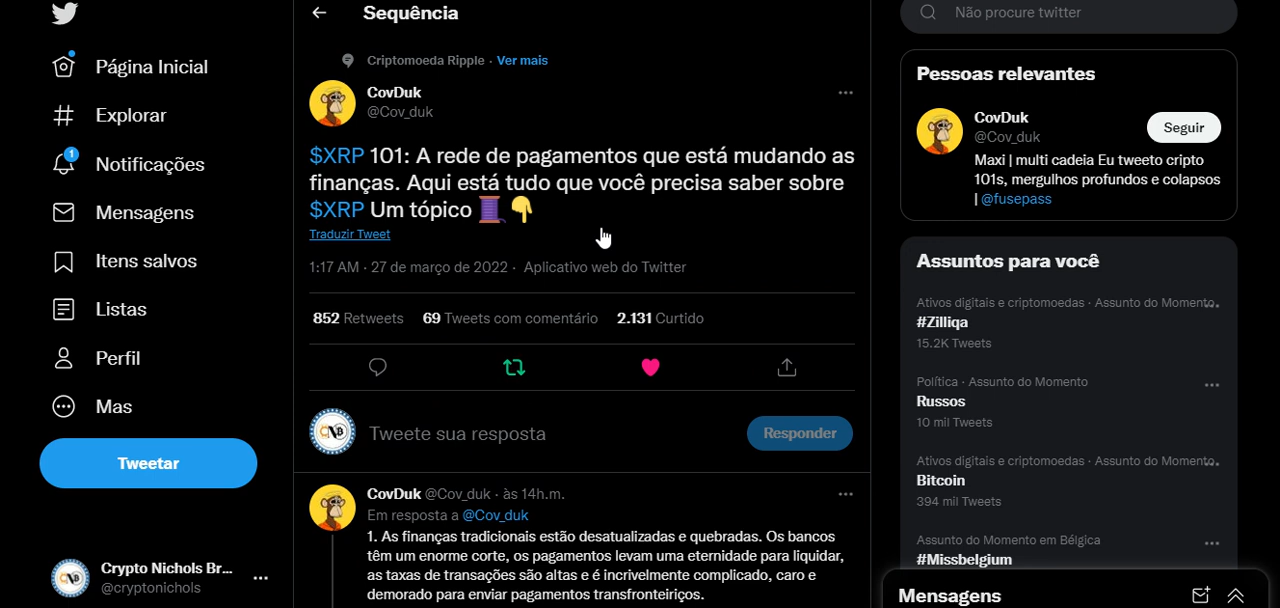 Página Inicial
Explorar
1
Notificações
Mensagens
Itens salvos
Listas
Perfil
Mas
Tweetar
Crypto Nichols Br...
@cryptonichols
Sequência
Criptomoeda Ripple · Ver mais
CovDuk
@Cov_duk
$XRP 101: A rede de pagamentos que está mudando as
finanças. Aqui está tudo que você precisa saber sobre
$XRP Um tópico 🧵👇
Traduzir Tweet
1:17 AM · 27 de março de 2022 · Aplicativo web do Twitter
852 Retweets 69 Tweets com comentário 2.131 Curtido
CNB
Tweete sua resposta
Responder
CovDuk @Cov_duk · às 14h.m.
Em resposta a @Cov_duk
1. As finanças tradicionais estão desatualizadas e quebradas. Os bancos
têm um enorme corte, os pagamentos levam uma eternidade para liquidar,
as taxas de transações são altas e é incrivelmente complicado, caro e
demorado para enviar pagamentos transfronteiriços.
Não procure twitter
Pessoas relevantes
CovDuk
@Cov_duk
Seguir
Maxi | multi cadeia Eu tweeto cripto
101s, mergulhos profundos e colapsos
| @fusepass
Assuntos para você
Ativos digitais e criptomoedas · Assunto do Momento
#Zilliqa
15.2K Tweets
Política · Assunto do Momento
Russos
10 mil Tweets
Ativos digitais e criptomoedas · Assunto do Momento
Bitcoin
394 mil Tweets
Assunto do Momento em Bélgica
#Missbelgium
Mensagens